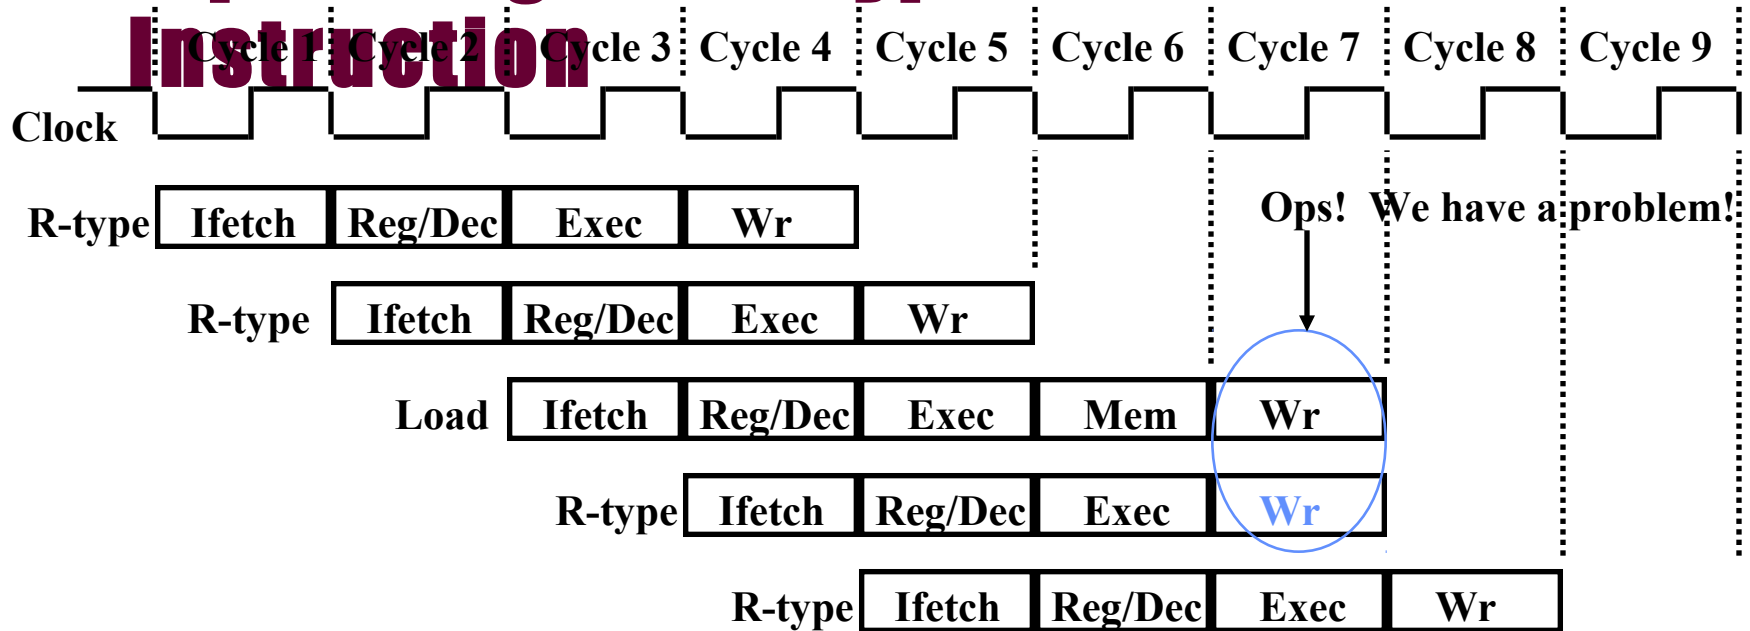 Instruction
Cycle 1 Cycle 2 Cycle 3 Cycle 4 Cycle 5 Cycle 6 Cycle 7 Cycle 8 Cycle 9
Clock
R-type Ifetch Reg/Dec Exec Wr
Ops! We have a problem!
R-type Ifetch Reg/Dec Exec Wr
Load Ifetch Reg/Dec Exec Mem Wr
R-type Ifetch Reg/Dec Exec Wr
R-type Ifetch Reg/Dec Exec Wr